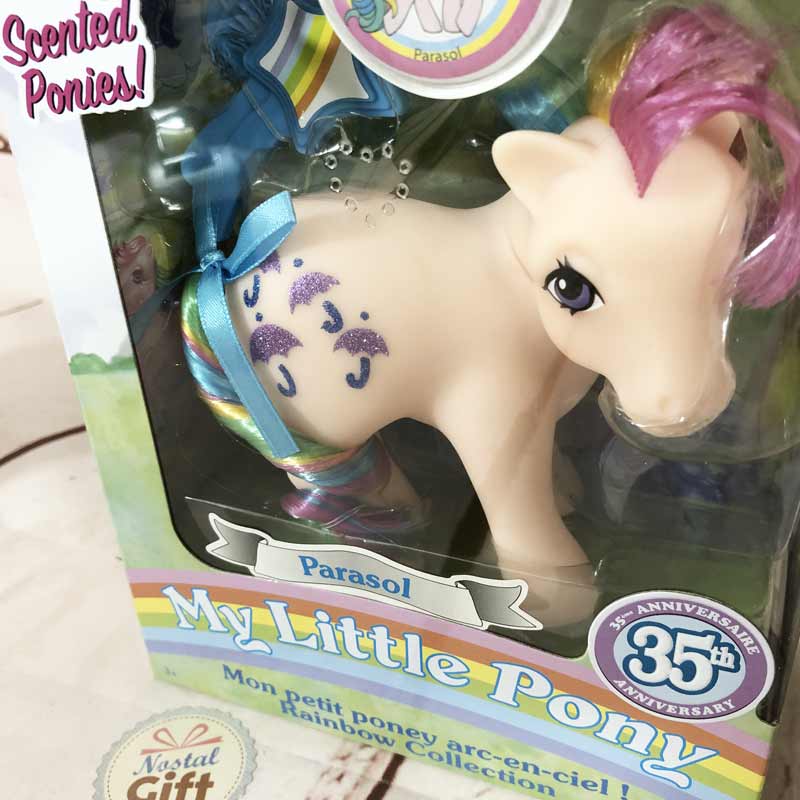 Scented
Ponies!
Parasol
Parasol
My Little Pony
35ème ANNIVERSAIRE
35th
ANNIVERSARY
Mon petit poney arc-en-ciel !
Rainbow Collection
Nostal
Gift